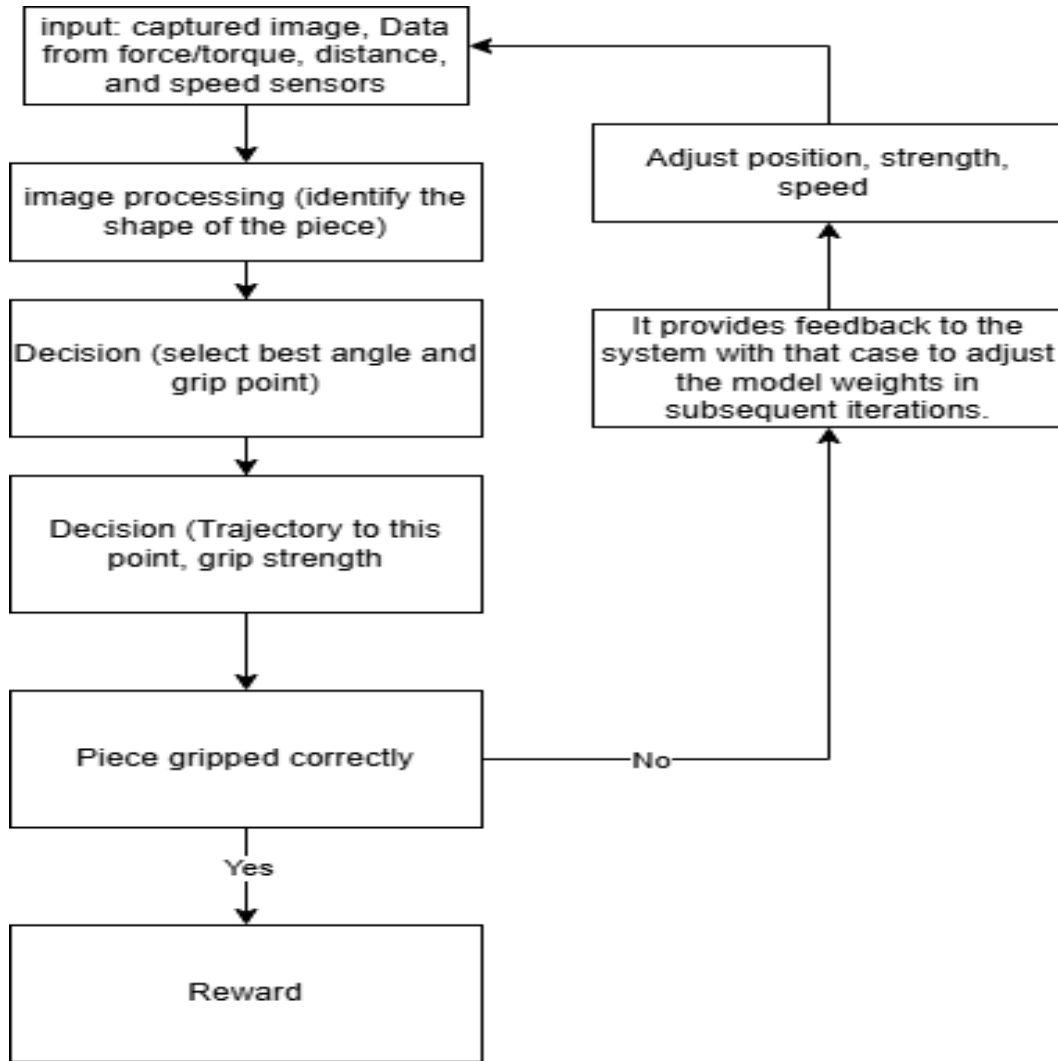 input: captured image, Data
from force/torque, distance,
and speed sensors
image processing (identify the
shape of the piece)
Decision (select best angle and
grip point)
Decision (Trajectory to this
point, grip strength
Piece gripped correctly
No
Yes
Reward
It provides feedback to the
system with that case to adjust
the model weights in
subsequent iterations.
Adjust position, strength,
speed